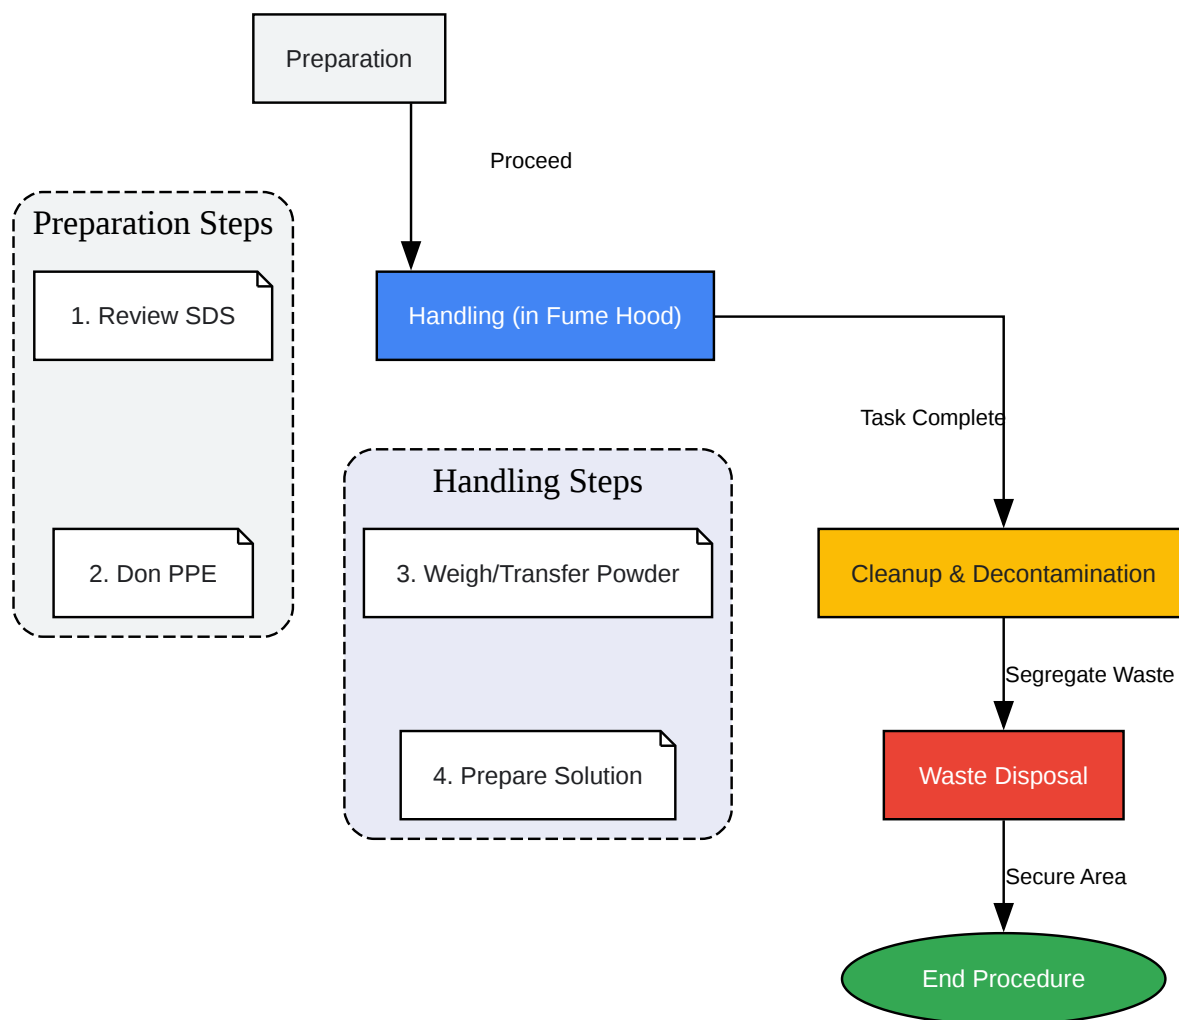 Preparation
Proceed
Preparation Steps
1. Review SDS
2. Don PPE
Handling (in Fume Hood)
Task Complete
Handling Steps
3. Weigh/Transfer Powder
4. Prepare Solution
Cleanup & Decontamination
Segregate Waste
Waste Disposal
Secure Area
End Procedure